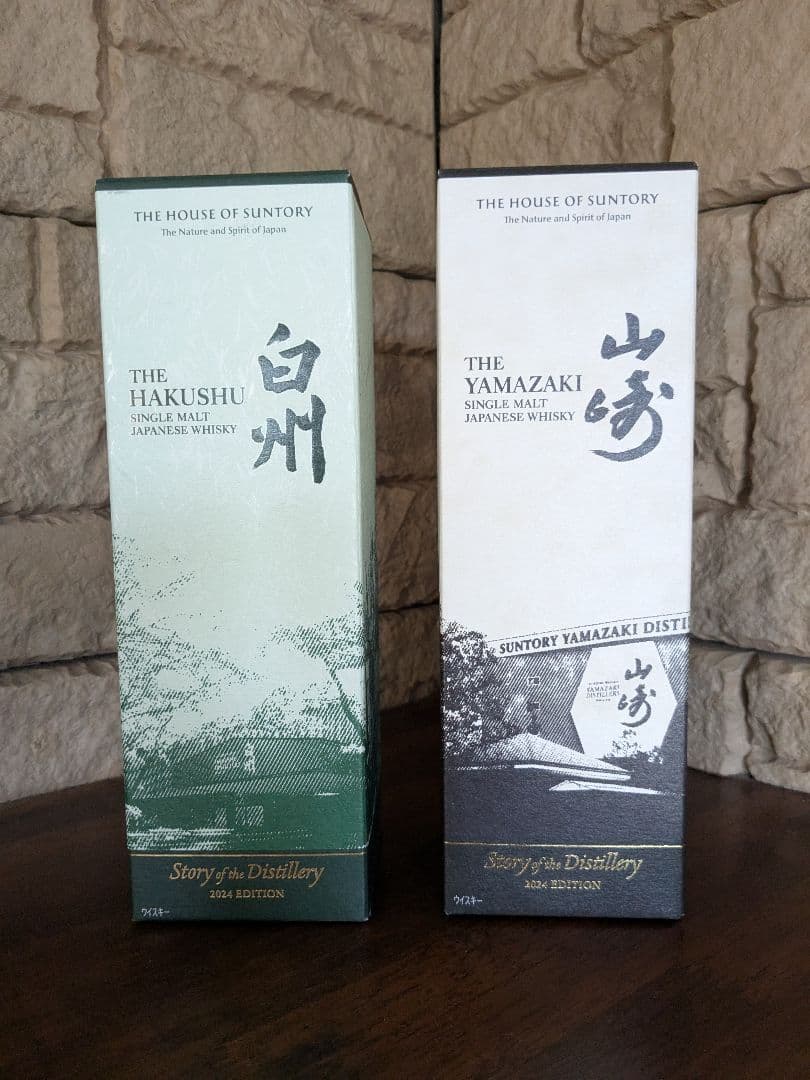 THE HOUSE OF SUNTORY
The Nature and Spirit of Japan
THE
HAKUSHU
SINGLE MALT
JAPANESE WHISKY
白州
Story of the Distillery
2024 EDITION
ウイスキー
THE HOUSE OF SUNTORY
The Nature and Spirit of Japan
THE
YAMAZAKI
SINGLE MALT
JAPANESE WHISKY
山崎
SUNTORY YAMAZAKI DISTI
山崎
YAMAZAKI
DISTILLERY
Story of the Distillery
2024 EDITION
ウイスキー